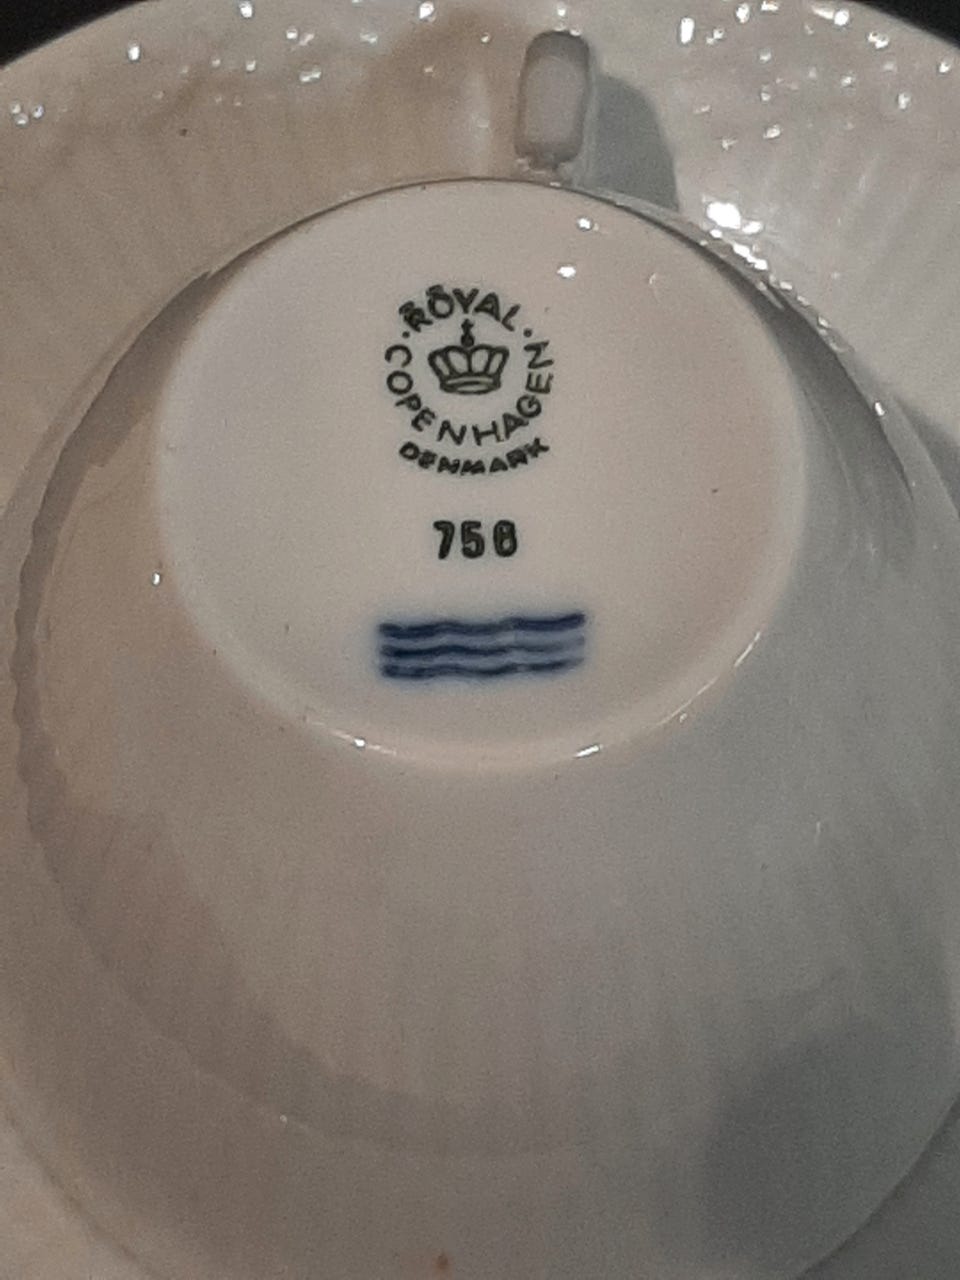 ROYAL
COPENHAGEN
DENMARK
756